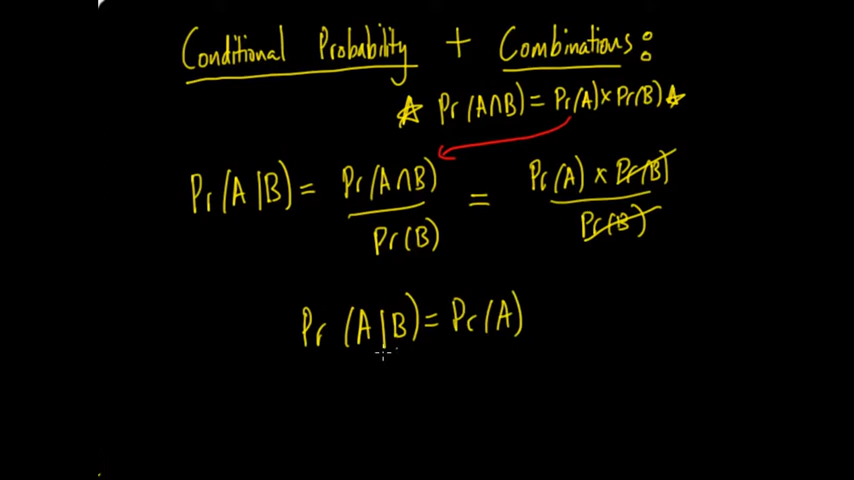 Conditional Probability + Combinations:
☆ Pr(A∩B) = Pr(A) × Pr(B) ☆
Pr(A|B) = Pr(A∩B) / Pr(B) = Pr(A) × Pr(B) / Pr(B)
Pr(A|B) = Pr(A)